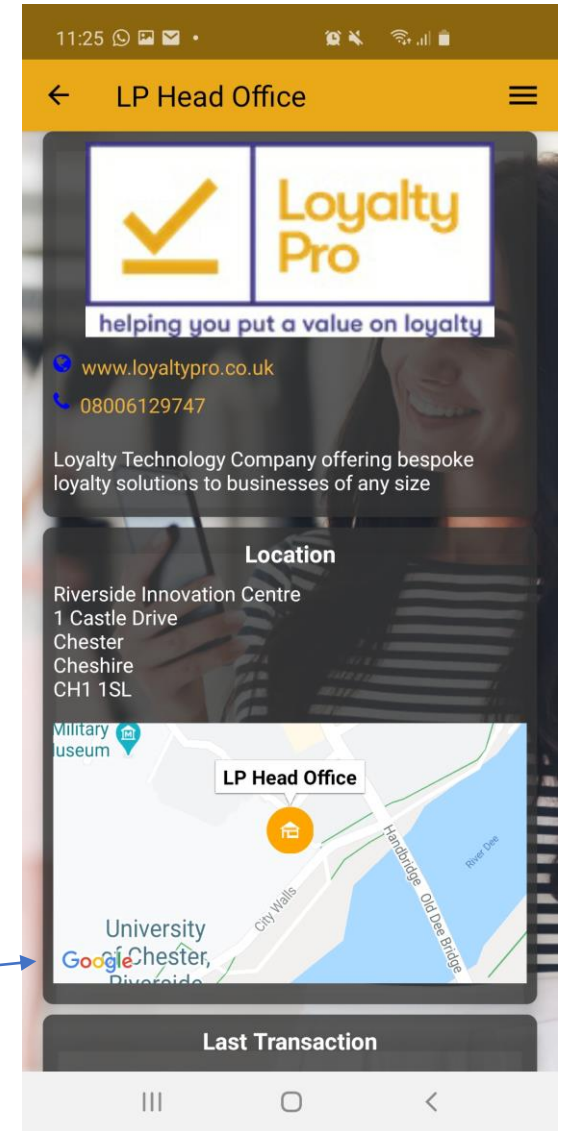 11:25
LP Head Office
Loyalty
Pro
helping you put a value on loyalty
www.loyaltypro.co.uk
08006129747
Loyalty Technology Company offering bespoke
loyalty solutions to businesses of any size
Location
Riverside Innovation Centre
1 Castle Drive
Chester
Cheshire
CH1 1SL
Military
useum
LP Head Office
Handbridge
Old Dee Bridge
River Dee
City Walls
University
of Chester,
Riverside
Google
Last Transaction